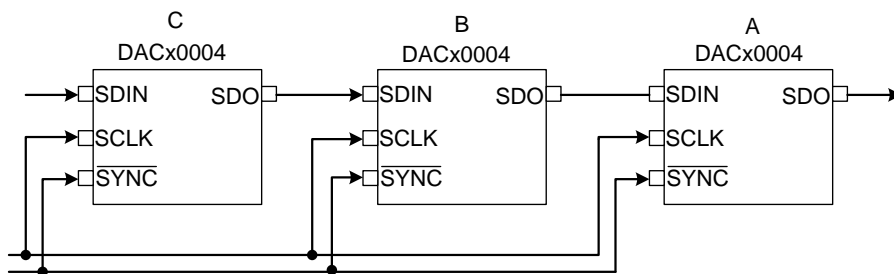 C
DACx0004
SDIN
SDO
SCLK
SYNC
B
DACx0004
SDIN
SDO
SCLK
SYNC
A
DACx0004
SDIN
SDO
SCLK
SYNC